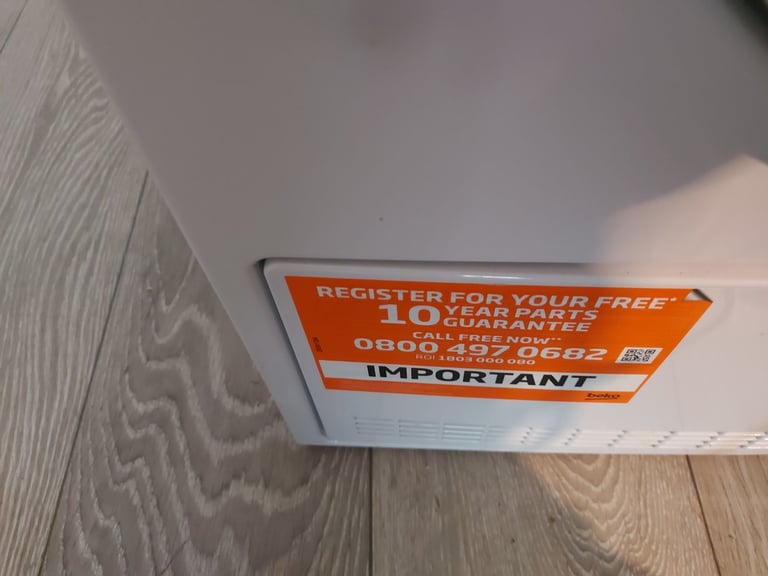 REGISTER FOR YOUR FREE*
10 YEAR PARTS
GUARANTEE
CALL FREE NOW**
0800 497 0682
ROI 1803 000 080
IMPORTANT
beko